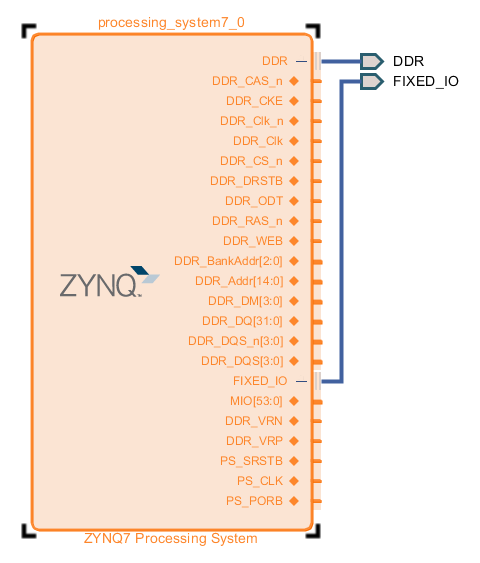 processing_system7_0
DDR
DDR
DDR_CAS_n
FIXED_IO
DDR_CKE
DDR_Clk_n
DDR_Clk
DDR_CS_n
DDR_DRSTB
DDR_ODT
DDR_RAS_n
DDR_WEB
DDR_BankAddr[2:0]
DDR_Addr[14:0]
ZYNQ™
DDR_DM[3:0]
DDR_DQ[31:0]
DDR_DQS_n[3:0]
DDR_DQS[3:0]
FIXED_IO
MIO[53:0]
DDR_VRN
DDR_VRP
PS_SRSTB
PS_CLK
PS_PORB
ZYNQ7 Processing System